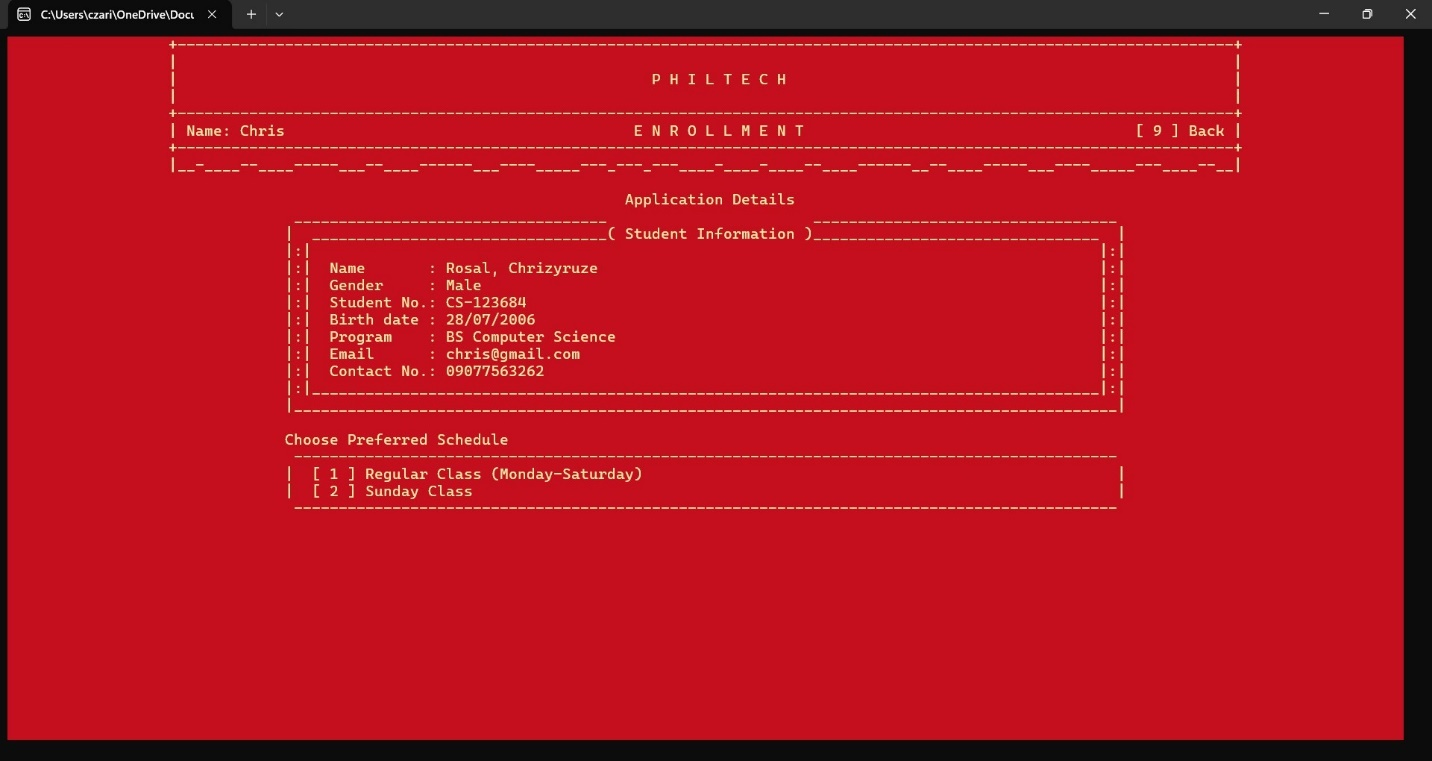 C:\Users\czari\OneDrive\Docu
P H I L T E C H
Name: Chris E N R O L L M E N T [ 9 ] Back
Application Details
( Student Information )
Name : Rosal, Chrizyruze
Gender : Male
Student No.: CS-123684
Birth date : 28/07/2006
Program : BS Computer Science
Email : chris@gmail.com
Contact No.: 09077563262
Choose Preferred Schedule
[ 1 ] Regular Class (Monday-Saturday)
[ 2 ] Sunday Class